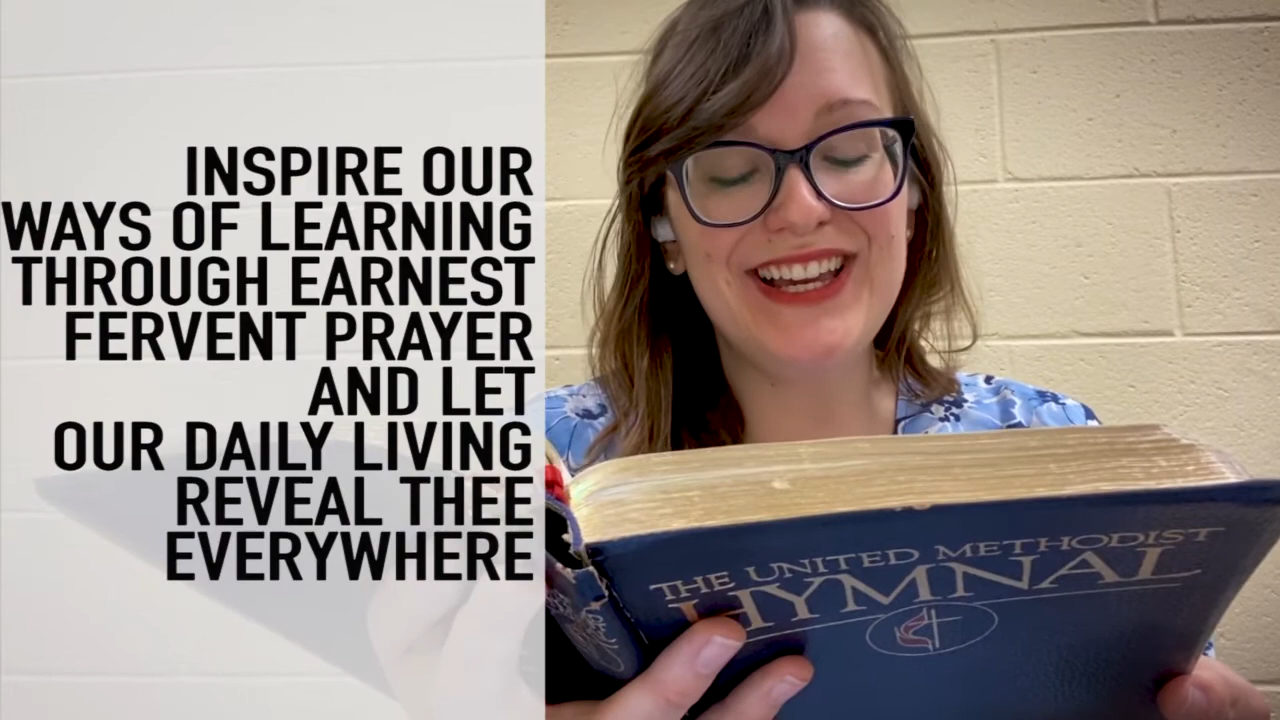 INSPIRE OUR
WAYS OF LEARNING
THROUGH EARNEST
FERVENT PRAYER
AND LET
OUR DAILY LIVING
REVEAL THEE
EVERYWHERE
THE UNITED METHODIST
HYMNAL